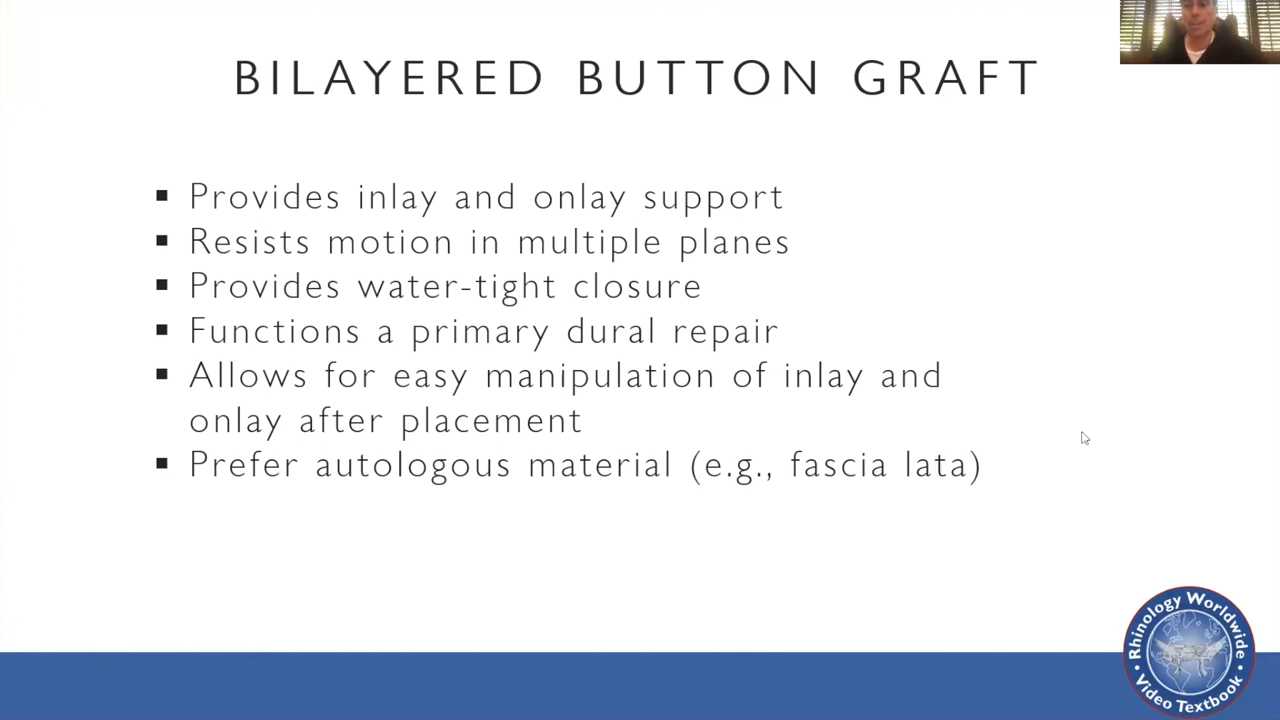 BILAYERED BUTTON GRAFT
▪ Provides inlay and onlay support
▪ Resists motion in multiple planes
▪ Provides water-tight closure
▪ Functions a primary dural repair
▪ Allows for easy manipulation of inlay and
onlay after placement
▪ Prefer autologous material (e.g., fascia lata)
Rhinology Worldwide
• Video Textbook •